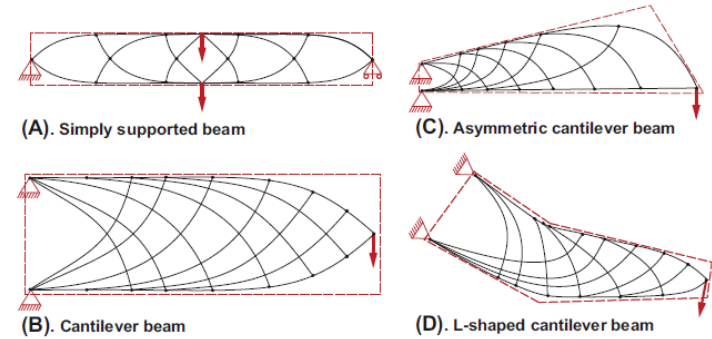 (A). Simply supported beam
(C). Asymmetric cantilever beam
(B). Cantilever beam
(D). L-shaped cantilever beam